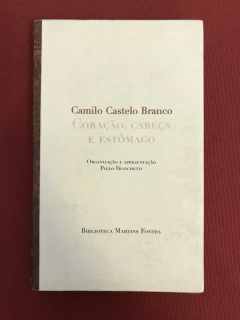 Camilo Castelo Branco
Coração, cabeça
e estômago
Organização e apresentação
Paulo Franchetti
Biblioteca Martins Fontes